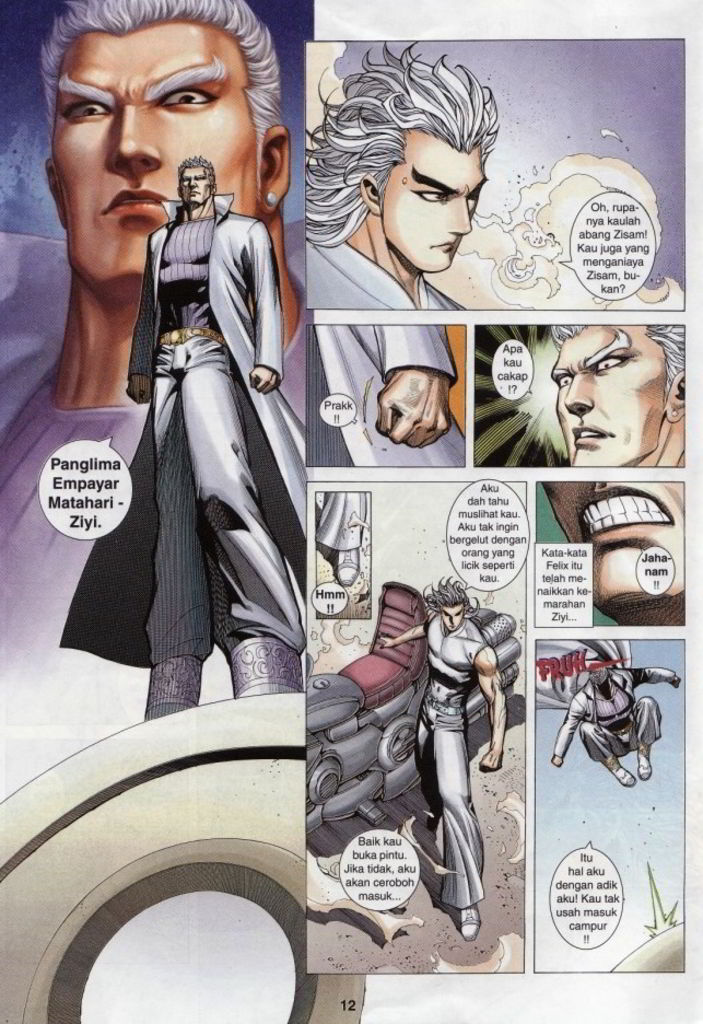 Panglima
Empayar
Matahari -
Ziyi.
Oh, rupa-
nya kaulah
abang Zisam!
Kau juga yang
menganiaya
Zisam, bu-
kan?
Prakk
!!
Apa
kau
cakap
!?
Hmm
!!
Aku
dah tahu
muslihat kau.
Aku tak ingin
bergelut dengan
orang yang
licik seperti
kau.
Baik kau
buka pintu.
Jika tidak, aku
akan ceroboh
masuk...
Kata-kata
Felix itu
telah me-
naikkan ke-
marahan
Ziyi...
Jaha-
nam
!!
FRUH
Itu
hal aku
dengan adik
aku! Kau tak
usah masuk
campur
!!
12